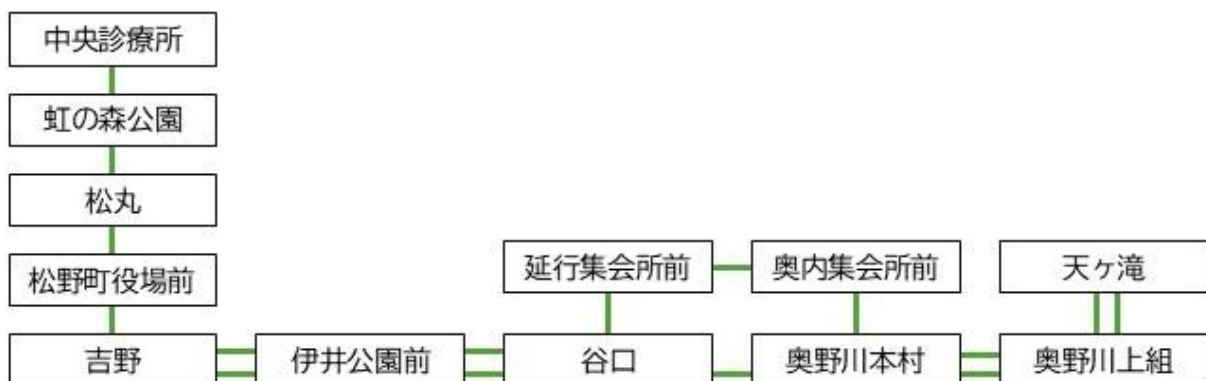 中央診療所
虹の森公園
松丸
松野町役場前
延行集会所前
奥内集会所前
天ヶ滝
吉野
伊井公園前
谷口
奥野川本村
奥野川上組